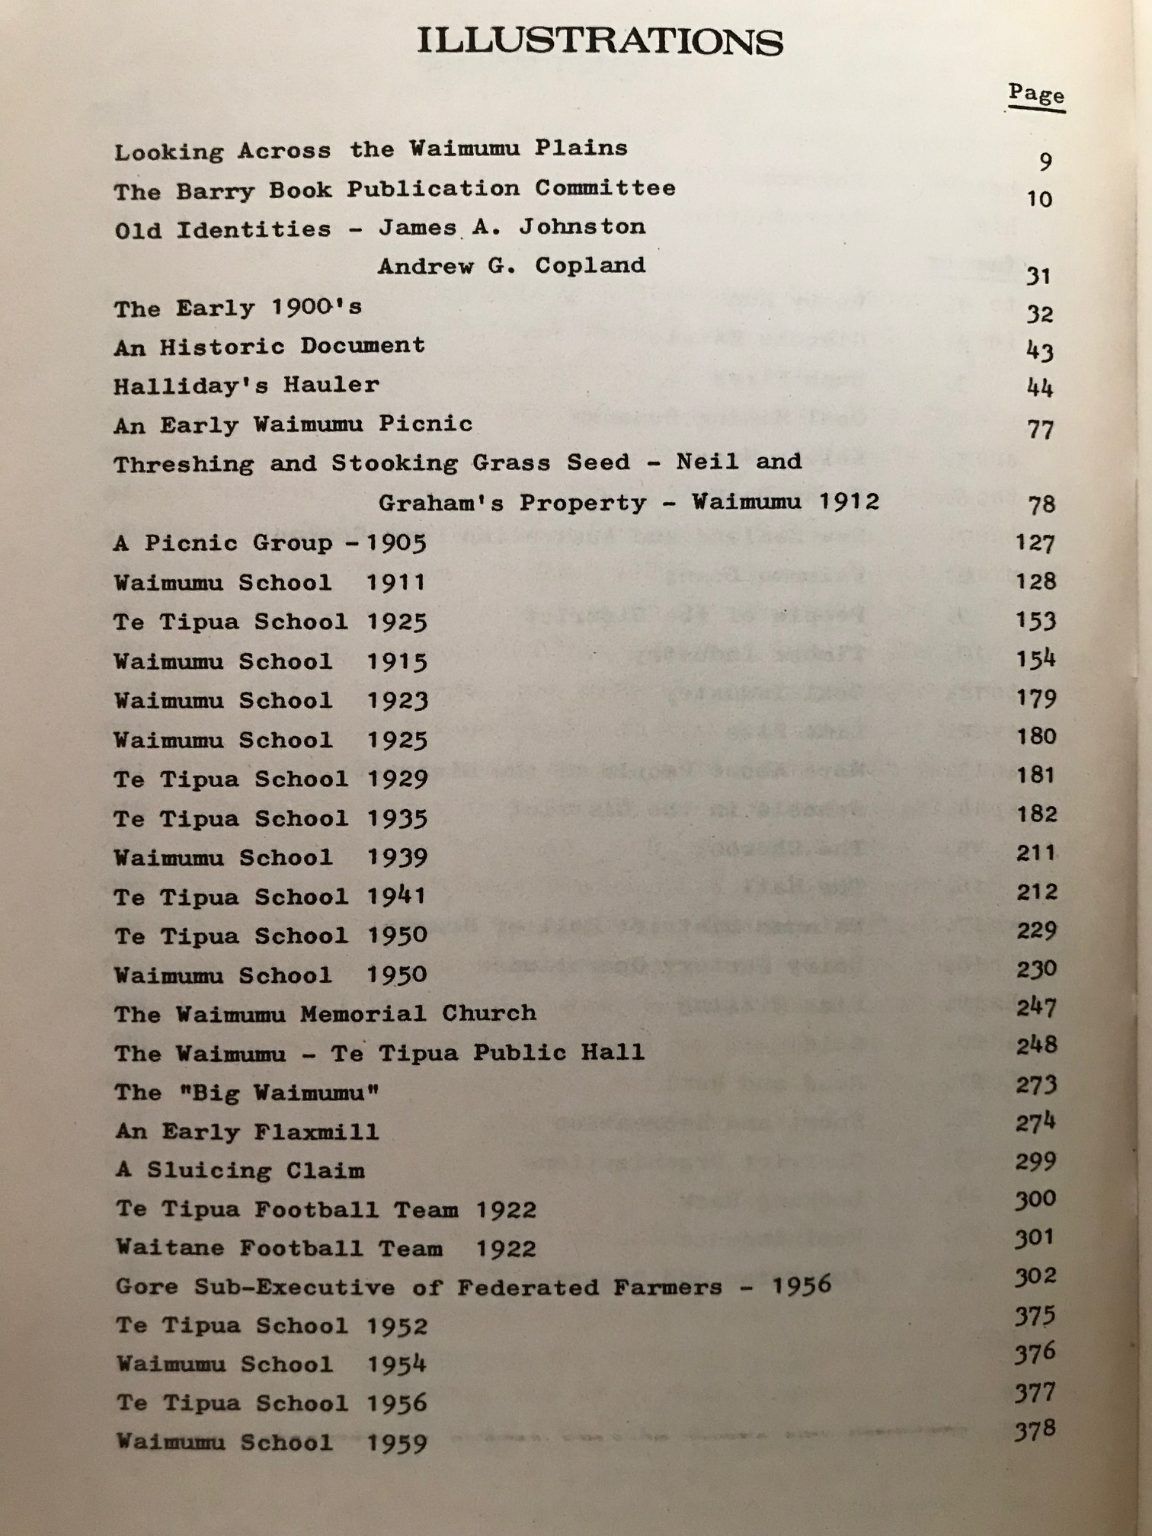 ILLUSTRATIONS
Page
Looking Across the Waimumu Plains 9
The Barry Book Publication Committee 10
Old Identities - James A. Johnston
Andrew G. Copland 31
The Early 1900's 32
An Historic Document 43
Halliday's Hauler 44
An Early Waimumu Picnic 77
Threshing and Stooking Grass Seed - Neil and
Graham's Property - Waimumu 1912 78
A Picnic Group - 1905 127
Waimumu School 1911 128
Te Tipua School 1925 153
Waimumu School 1915 154
Waimumu School 1923 179
Waimumu School 1925 180
Te Tipua School 1929 181
Te Tipua School 1935 182
Waimumu School 1939 211
Te Tipua School 1941 212
Te Tipua School 1950 229
Waimumu School 1950 230
The Waimumu Memorial Church 247
The Waimumu - Te Tipua Public Hall 248
The "Big Waimumu" 273
An Early Flaxmill 274
A Sluicing Claim 299
Te Tipua Football Team 1922 300
Waitane Football Team 1922 301
Gore Sub-Executive of Federated Farmers - 1956 302
Te Tipua School 1952 375
Waimumu School 1954 376
Te Tipua School 1956 377
Waimumu School 1959 378